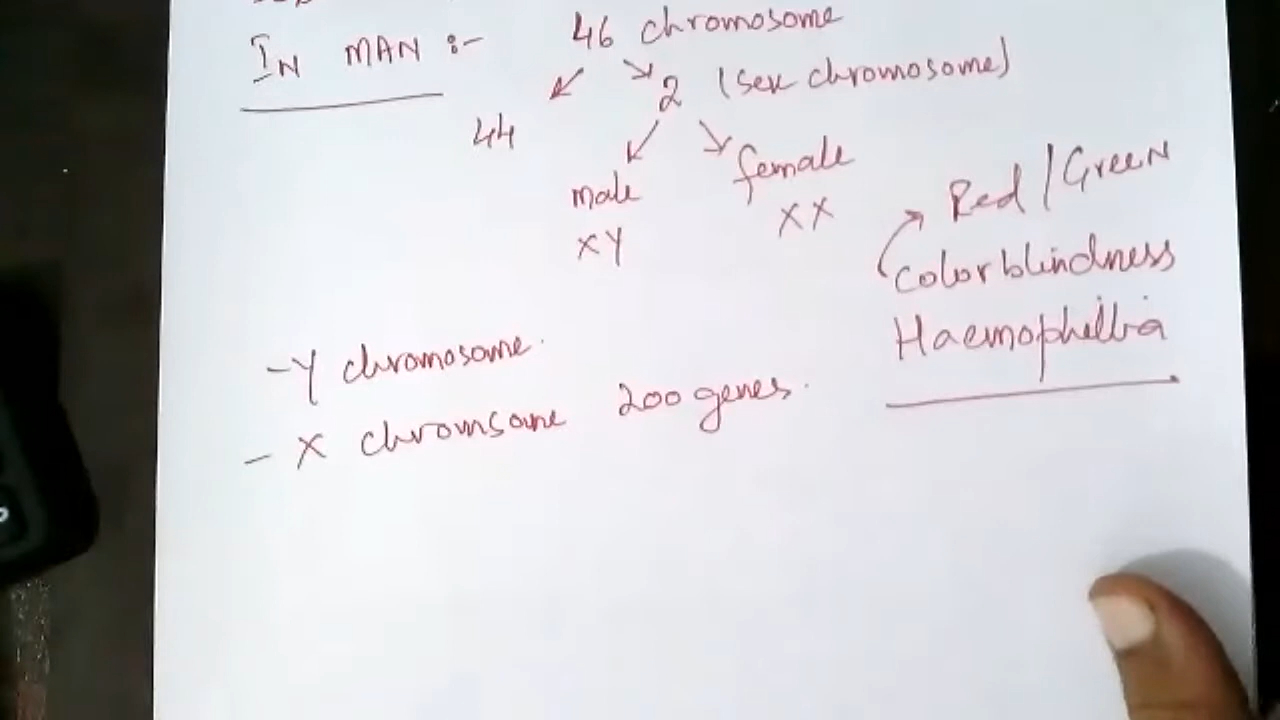 IN MAN :- 46 chromosome
44 2 (sex chromosome)
male female
XY XX
Red/Green
colorblindness
Haemophillia
- Y chromosome.
- X chromsome 200 genes.